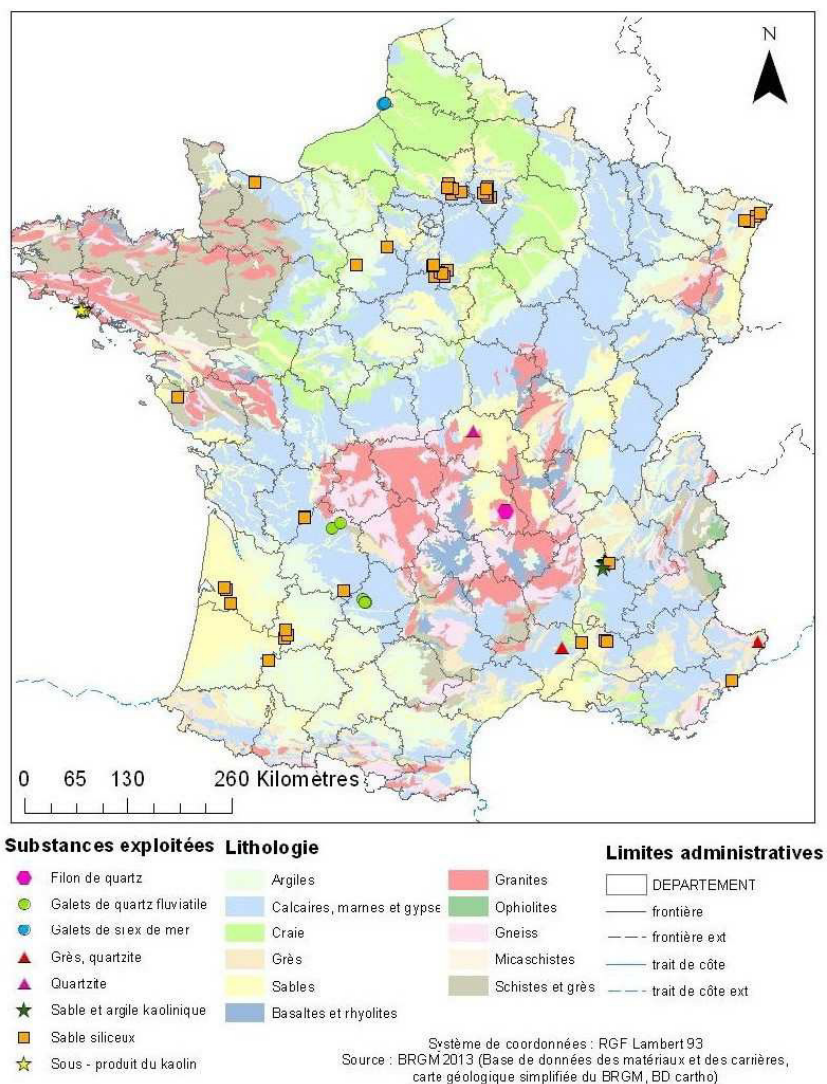 N
0 65 130 260 Kilomètres
Substances exploitées
Filon de quartz
Galets de quartz fluviatile
Galets de silex de mer
Grès, quartzite
Quartzite
Sable et argile kaolinique
Sable siliceux
Sous - produit du kaolin
Lithologie
Argiles
Calcaires, marnes et gypse
Craie
Grès
Sables
Basaltes et rhyolites
Granites
Ophiolites
Gneiss
Micaschistes
Schistes et grès
Limites administratives
DEPARTEMENT
frontière
frontière ext
trait de côte
trait de côte ext
Système de coordonnées : RGF Lambert 93
Source : BRGM 2013 (Base de données des matériaux et des carrières,
carte géologique simplifiée du BRGM, BD cartho)